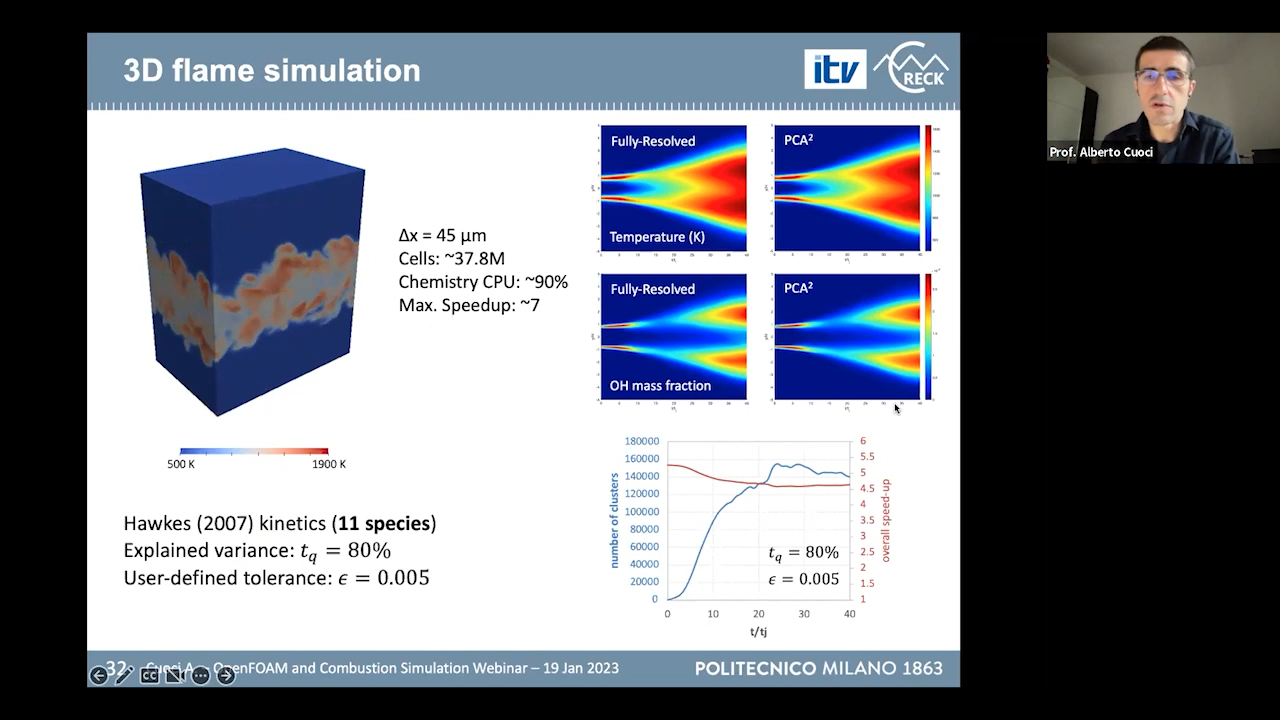 3D flame simulation
itv
CRECK
Prof. Alberto Cuoci
Δx = 45 μm
Cells: ~37.8M
Chemistry CPU: ~90%
Max. Speedup: ~7
500 K
1900 K
Hawkes (2007) kinetics (11 species)
Explained variance: t_q = 80%
User-defined tolerance: ϵ = 0.005
Fully-Resolved
Temperature (K)
PCA²
Fully-Resolved
OH mass fraction
PCA²
number of clusters
180000
160000
140000
120000
100000
80000
60000
40000
20000
0
overall speed-up
6
5.5
5
4.5
4
3.5
3
2.5
2
1.5
1
t_q = 80%
ϵ = 0.005
0 10 20 30 40
t/tj
32
Cuoci A. OpenFOAM and Combustion Simulation Webinar – 19 Jan 2023
POLITECNICO MILANO 1863